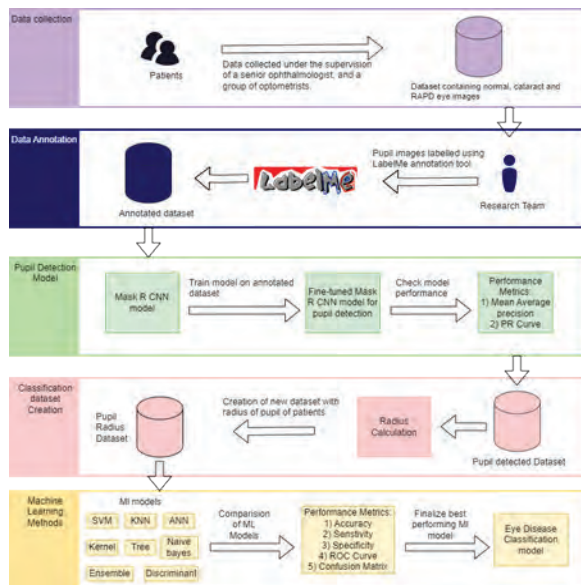 Data collection
Patients
Data collected under the supervision
of a senior ophthalmologist, and a
group of optometrists.
Dataset containing normal, cataract and
RAPD eye images
Data Annotation
Annotated dataset
LabelMe
Pupil images labelled using
LabelMe annotation tool
Research Team
Pupil Detection
Model
Mask R CNN
model
Train model on annotated
dataset
Fine-tuned Mask
R CNN model for
pupil detection
Check model
performance
Performance
Metrics:
1) Mean Average
precision
2) PR Curve
Classification
dataset
Creation
Pupil
Radius
Dataset
Creation of new dataset with
radius of pupil of patients
Radius
Calculation
Pupil detected Dataset
Machine
Learning
Methods
Ml models
SVM
KNN
ANN
Kernel
Tree
Naive
bayes
Ensemble
Discriminant
Comparision
of ML
Models
Performance Metrics:
1) Accuracy
2) Sensitvity
3) Specificity
4) ROC Curve
5) Confusion Matrix
Finalize best
performing Ml
model
Eye Disease
Classification
model